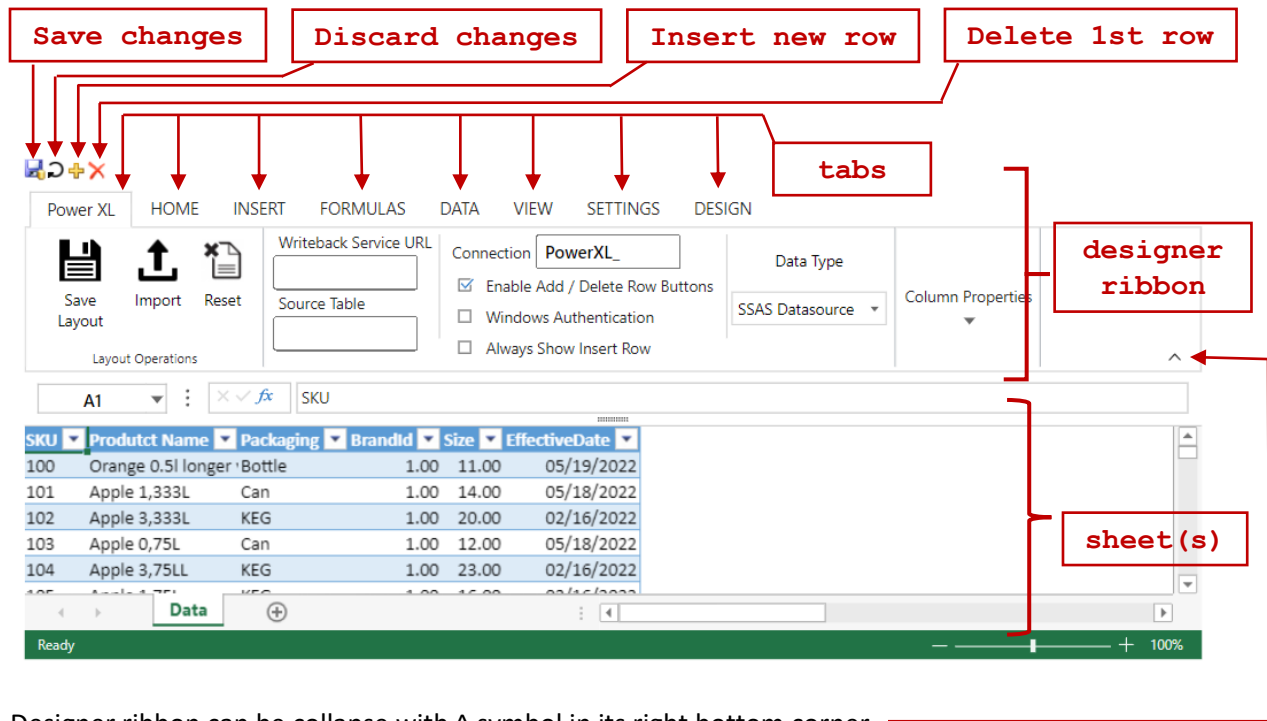 Save changes
Discard changes
Insert new row
Delete 1st row
tabs
Power XL HOME INSERT FORMULAS DATA VIEW SETTINGS DESIGN
designer
ribbon
Save
Layout
Import
Reset
Layout Operations
Writeback Service URL
Source Table
Connection PowerXL_
Enable Add / Delete Row Buttons
Windows Authentication
Always Show Insert Row
Data Type
SSAS Datasource
Column Properties
A1 fx SKU
SKU Produtct Name Packaging BrandId Size EffectiveDate
100 Orange 0.5l longer Bottle 1.00 11.00 05/19/2022
101 Apple 1,333L Can 1.00 14.00 05/18/2022
102 Apple 3,333L KEG 1.00 20.00 02/16/2022
103 Apple 0,75L Can 1.00 12.00 05/18/2022
104 Apple 3,75LL KEG 1.00 23.00 02/16/2022
sheet(s)
Data
Ready 100%